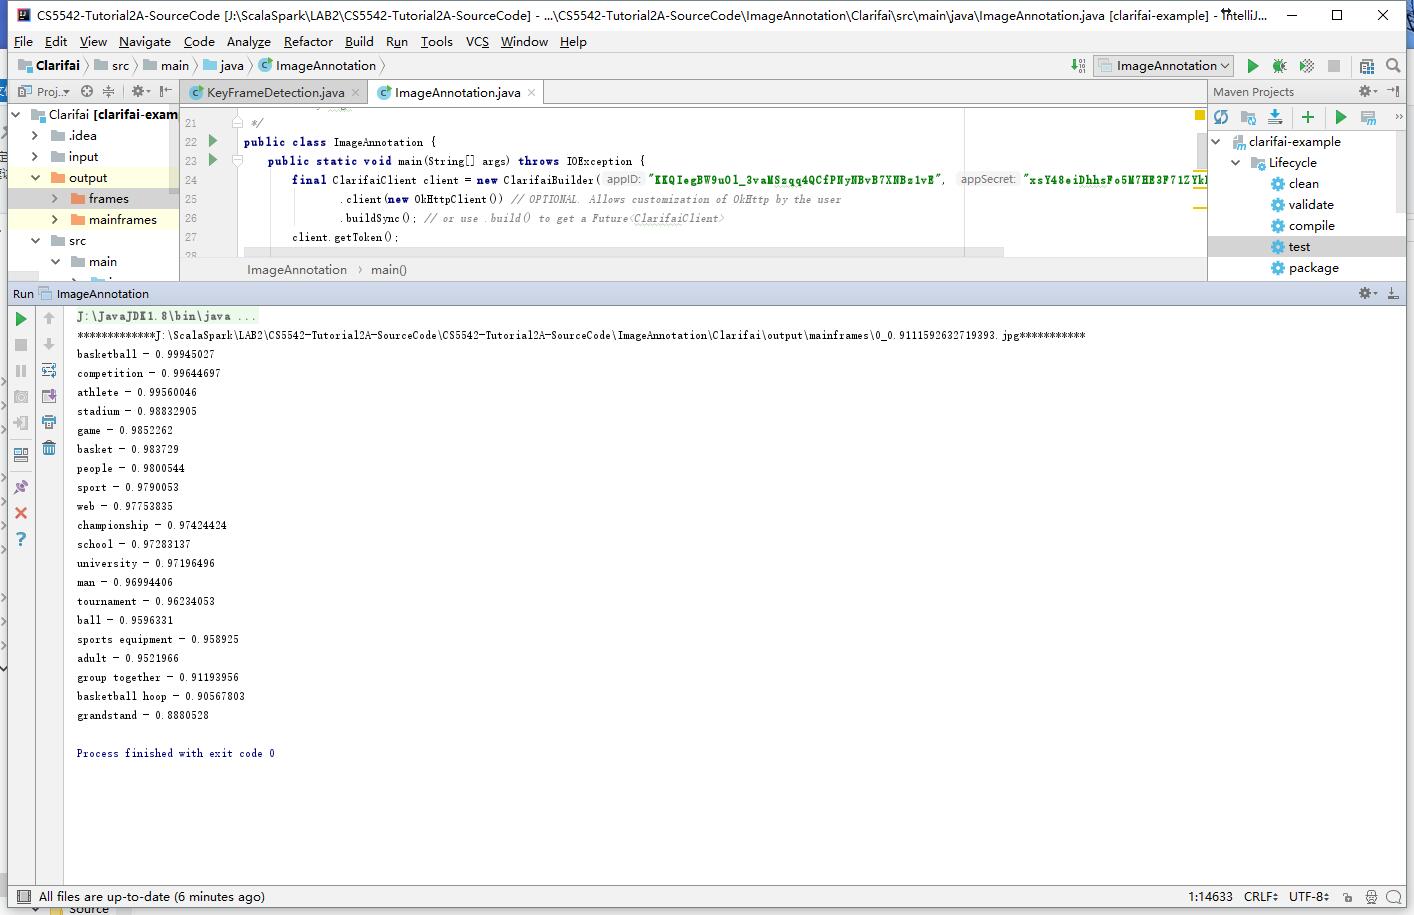 CS5542-Tutorial2A-SourceCode [J:\ScalaSpark\LAB2\CS5542-Tutorial2A-SourceCode] - ...\CS5542-Tutorial2A-SourceCode\ImageAnnotation\Clarifai\src\main\java\ImageAnnotation.java [clarifai-example] - IntelliJ...
File Edit View Navigate Code Analyze Refactor Build Run Tools VCS Window Help
Clarifai src main java ImageAnnotation ImageAnnotation
Proj.. KeyFrameDetection.java ImageAnnotation.java Maven Projects
Clarifai [clarifai-exam
.idea
input
output
frames
mainframes
src
main
21 */
22 public class ImageAnnotation {
23 public static void main(String[] args) throws IOException {
24 final ClarifaiClient client = new ClarifaiBuilder( appID: appSecret:
25 .client(new OkHttpClient()) // OPTIONAL. Allows customization of OkHttp by the user
26 .buildSync(); // or use .build() to get a Future<ClarifaiClient>
27 client.getToken();
28
ImageAnnotation main()
clarifai-example
Lifecycle
clean
validate
compile
test
package
Run ImageAnnotation
J:\JavaJDK1.8\bin\java ...
*************J:\ScalaSpark\LAB2\CS5542-Tutorial2A-SourceCode\CS5542-Tutorial2A-SourceCode\ImageAnnotation\Clarifai\output\mainframes\0_0.9111592632719393.jpg***********
basketball - 0.99945027
competition - 0.99644697
athlete - 0.99560046
stadium - 0.98832905
game - 0.9852262
basket - 0.983729
people - 0.9800544
sport - 0.9790053
web - 0.97753835
championship - 0.97424424
school - 0.97283137
university - 0.97196496
man - 0.96994406
tournament - 0.96234053
ball - 0.9596331
sports equipment - 0.958925
adult - 0.9521966
group together - 0.91193956
basketball hoop - 0.90567803
grandstand - 0.8880528
Process finished with exit code 0
All files are up-to-date (6 minutes ago) 1:14633 CRLF UTF-8
Source